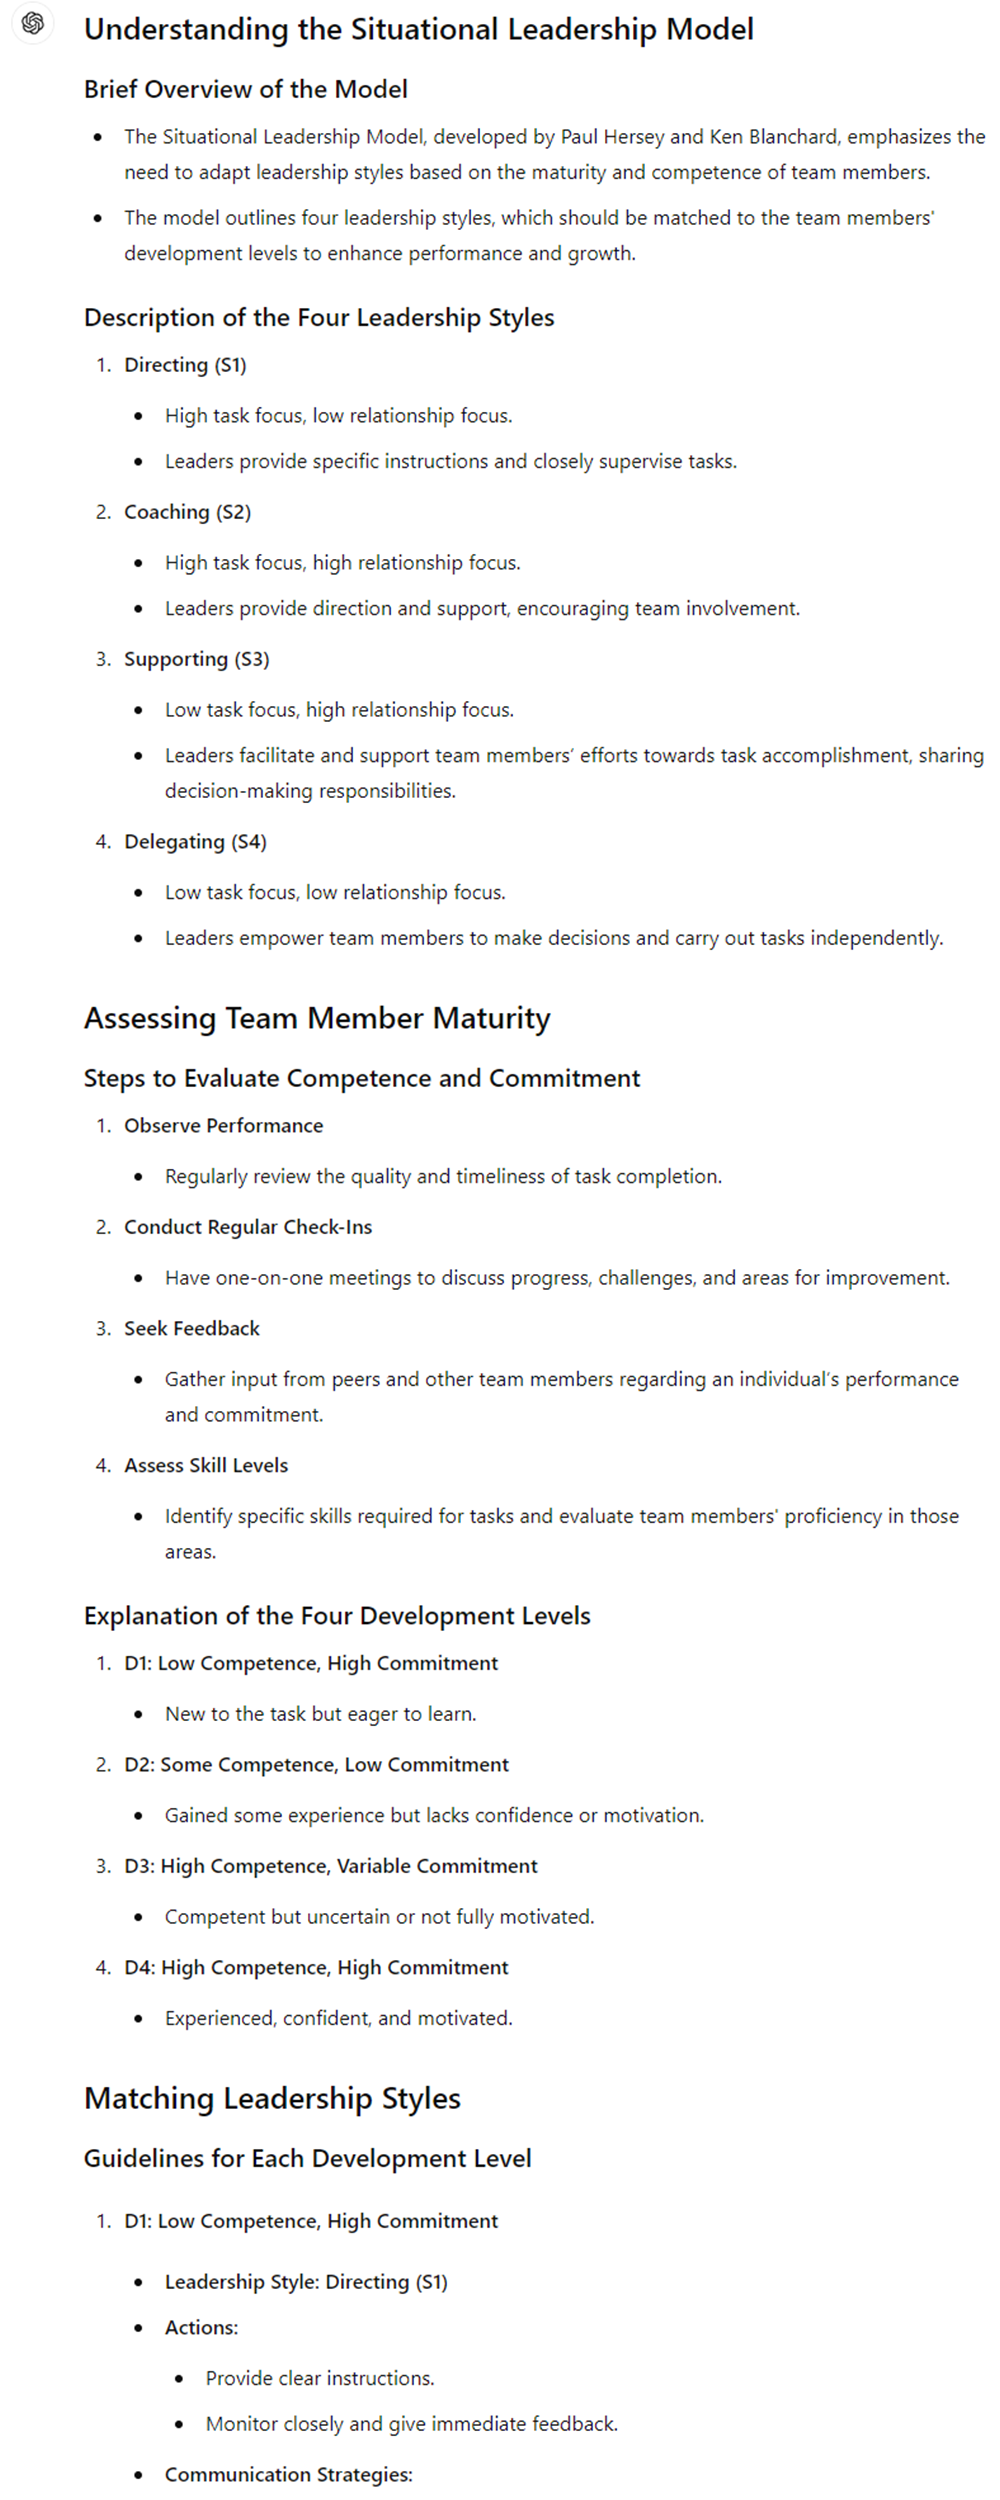 Understanding the Situational Leadership Model
Brief Overview of the Model
• The Situational Leadership Model, developed by Paul Hersey and Ken Blanchard, emphasizes the
need to adapt leadership styles based on the maturity and competence of team members.
• The model outlines four leadership styles, which should be matched to the team members'
development levels to enhance performance and growth.
Description of the Four Leadership Styles
1. Directing (S1)
• High task focus, low relationship focus.
• Leaders provide specific instructions and closely supervise tasks.
2. Coaching (S2)
• High task focus, high relationship focus.
• Leaders provide direction and support, encouraging team involvement.
3. Supporting (S3)
• Low task focus, high relationship focus.
• Leaders facilitate and support team members' efforts towards task accomplishment, sharing
decision-making responsibilities.
4. Delegating (S4)
• Low task focus, low relationship focus.
• Leaders empower team members to make decisions and carry out tasks independently.
Assessing Team Member Maturity
Steps to Evaluate Competence and Commitment
1. Observe Performance
• Regularly review the quality and timeliness of task completion.
2. Conduct Regular Check-Ins
• Have one-on-one meetings to discuss progress, challenges, and areas for improvement.
3. Seek Feedback
• Gather input from peers and other team members regarding an individual's performance
and commitment.
4. Assess Skill Levels
• Identify specific skills required for tasks and evaluate team members' proficiency in those
areas.
Explanation of the Four Development Levels
1. D1: Low Competence, High Commitment
• New to the task but eager to learn.
2. D2: Some Competence, Low Commitment
• Gained some experience but lacks confidence or motivation.
3. D3: High Competence, Variable Commitment
• Competent but uncertain or not fully motivated.
4. D4: High Competence, High Commitment
• Experienced, confident, and motivated.
Matching Leadership Styles
Guidelines for Each Development Level
1. D1: Low Competence, High Commitment
• Leadership Style: Directing (S1)
• Actions:
• Provide clear instructions.
• Monitor closely and give immediate feedback.
• Communication Strategies: